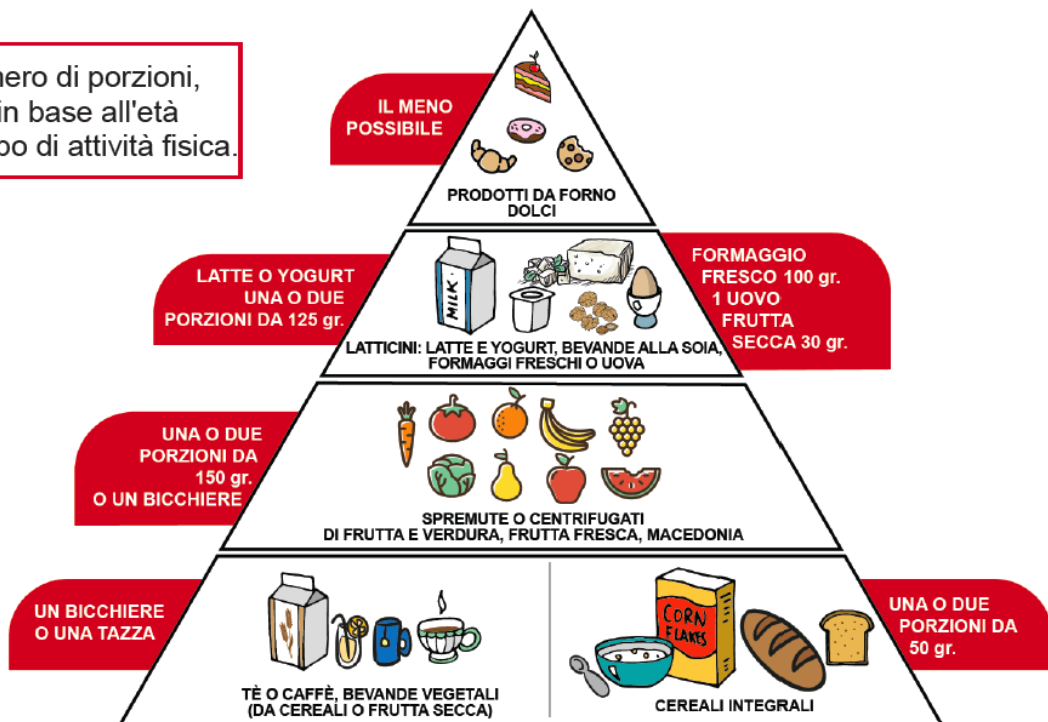 di porzioni,
in base all'età
di attività fisica.
IL MENO
POSSIBILE
PRODOTTI DA FORNO
DOLCI
LATTE O YOGURT
UNA O DUE
PORZIONI DA 125 gr.
MILK
FORMAGGIO
FRESCO 100 gr.
1 UOVO
FRUTTA
SECCA 30 gr.
LATTICINI: LATTE E YOGURT, BEVANDE ALLA SOIA,
FORMAGGI FRESCHI O UOVA
UNA O DUE
PORZIONI DA
150 gr.
O UN BICCHIERE
SPREMUTE O CENTRIFUGATI
DI FRUTTA E VERDURA, FRUTTA FRESCA, MACEDONIA
UN BICCHIERE
O UNA TAZZA
TÈ O CAFFÈ, BEVANDE VEGETALI
(DA CEREALI O FRUTTA SECCA)
CORN
FLAKES
CEREALI INTEGRALI
UNA O DUE
PORZIONI DA
50 gr.